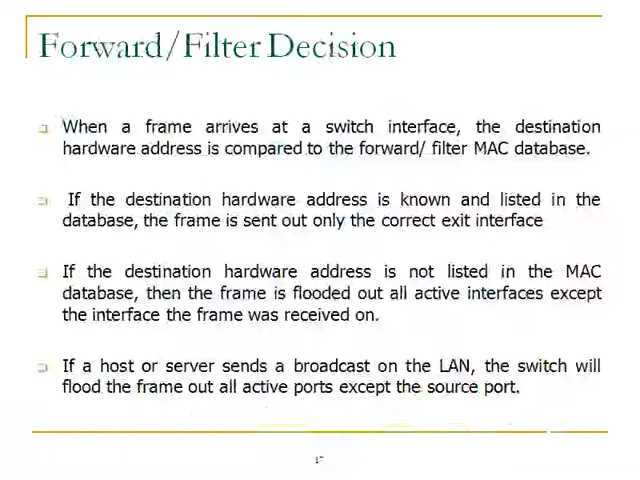 Forward/Filter Decision
When a frame arrives at a switch interface, the destination
hardware address is compared to the forward/ filter MAC database.
If the destination hardware address is known and listed in the
database, the frame is sent out only the correct exit interface
If the destination hardware address is not listed in the MAC
database, then the frame is flooded out all active interfaces except
the interface the frame was received on.
If a host or server sends a broadcast on the LAN, the switch will
flood the frame out all active ports except the source port.